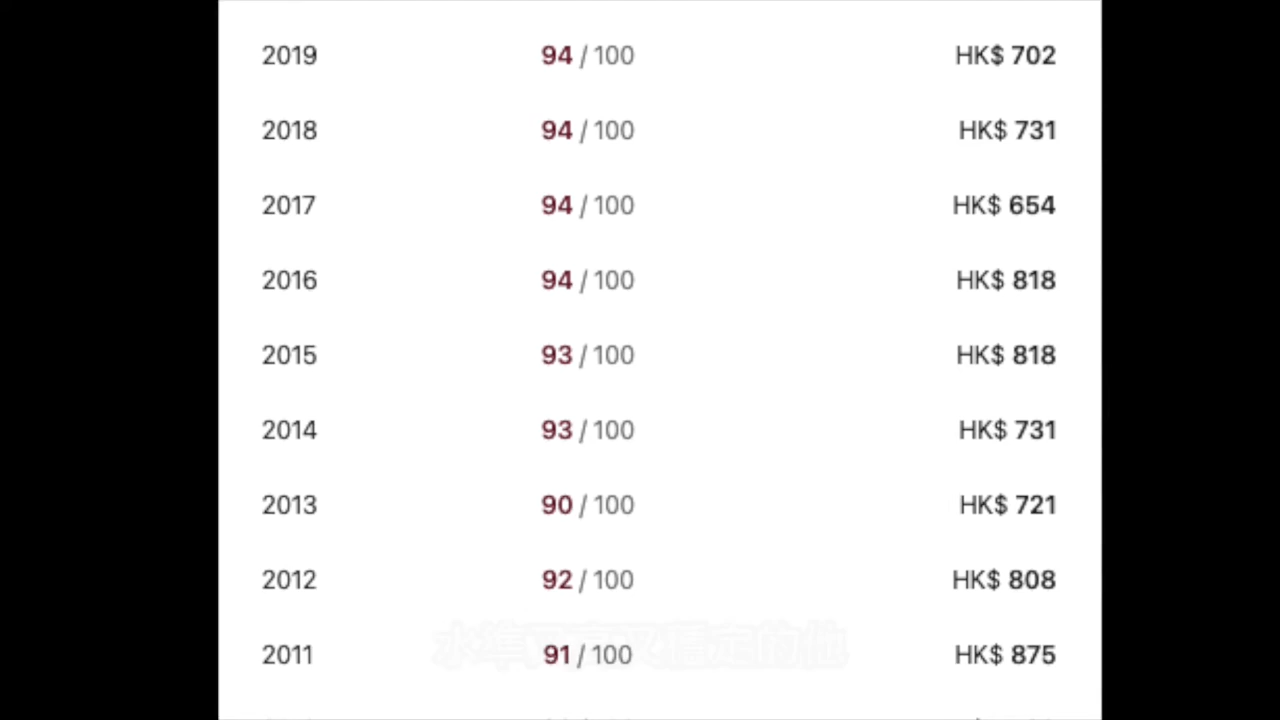 2019 94 / 100 HK$ 702
2018 94 / 100 HK$ 731
2017 94 / 100 HK$ 654
2016 94 / 100 HK$ 818
2015 93 / 100 HK$ 818
2014 93 / 100 HK$ 731
2013 90 / 100 HK$ 721
2012 92 / 100 HK$ 808
2011 91 / 100 HK$ 875